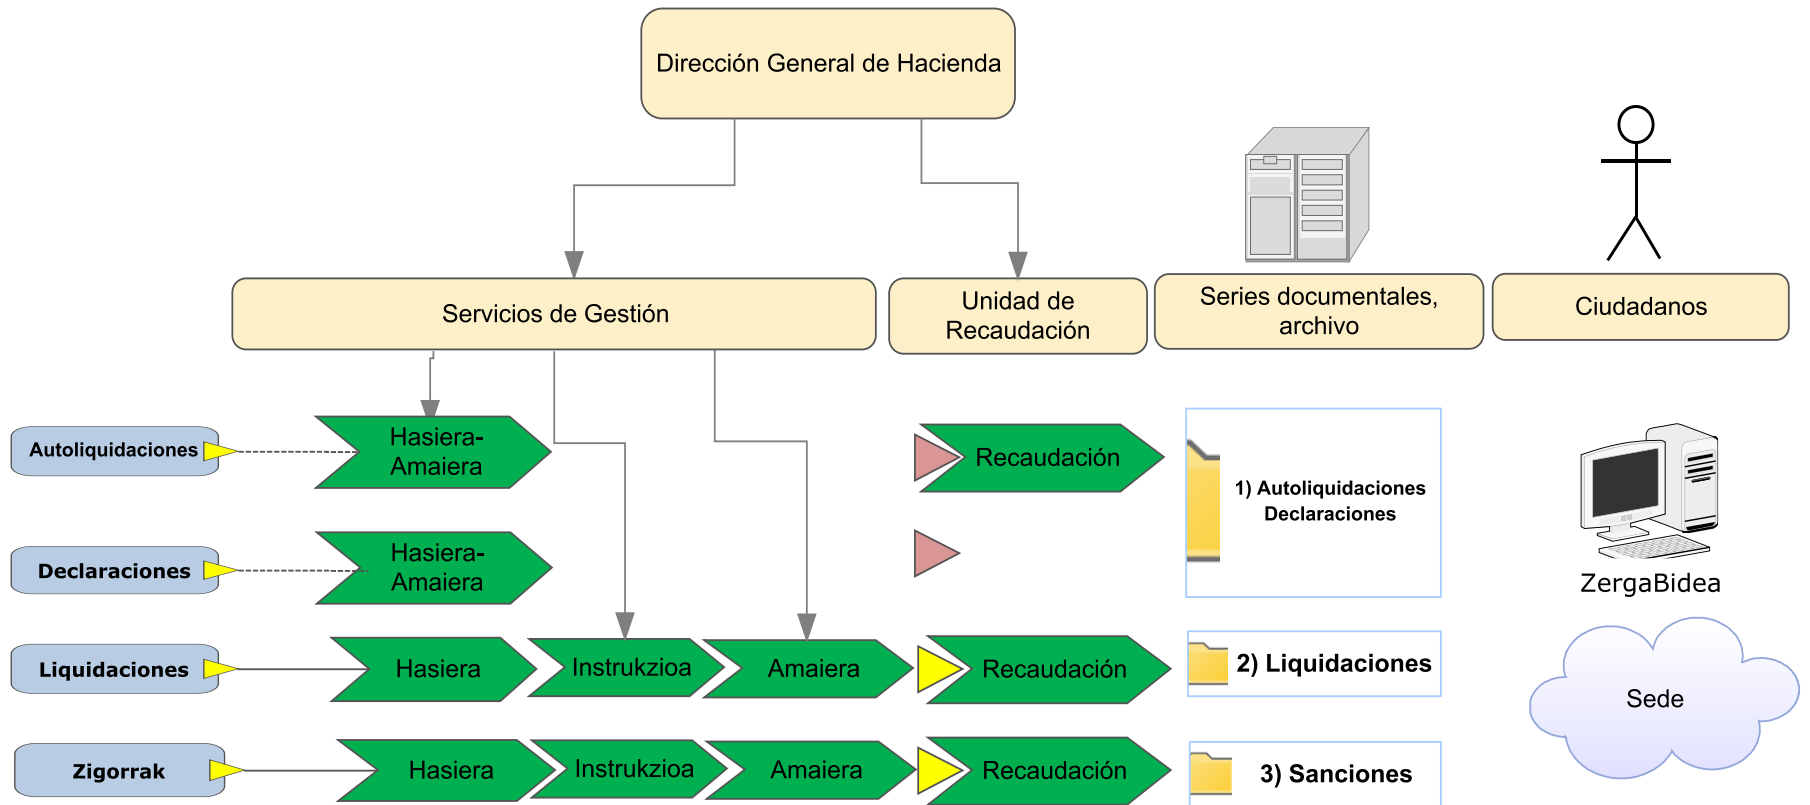 Dirección General de Hacienda
Servicios de Gestión
Unidad de
Recaudación
Series documentales,
archivo
Ciudadanos
Autoliquidaciones
Hasiera-
Amaiera
Recaudación
1) Autoliquidaciones
Declaraciones
Declaraciones
Hasiera-
Amaiera
ZergaBidea
Liquidaciones
Hasiera
Instrukzioa
Amaiera
Recaudación
2) Liquidaciones
Sede
Zigorrak
Hasiera
Instrukzioa
Amaiera
Recaudación
3) Sanciones